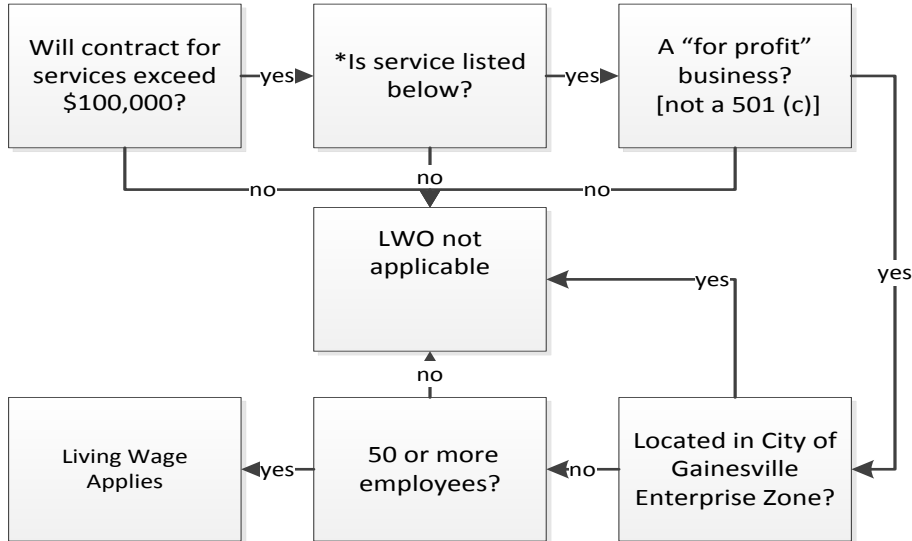 Will contract for
services exceed
$100,000?
yes
*Is service listed
below?
yes
A “for profit”
business?
[not a 501 (c)]
no
no
no
LWO not
applicable
yes
yes
no
Living Wage
Applies
yes
50 or more
employees?
no
Located in City of
Gainesville
Enterprise Zone?